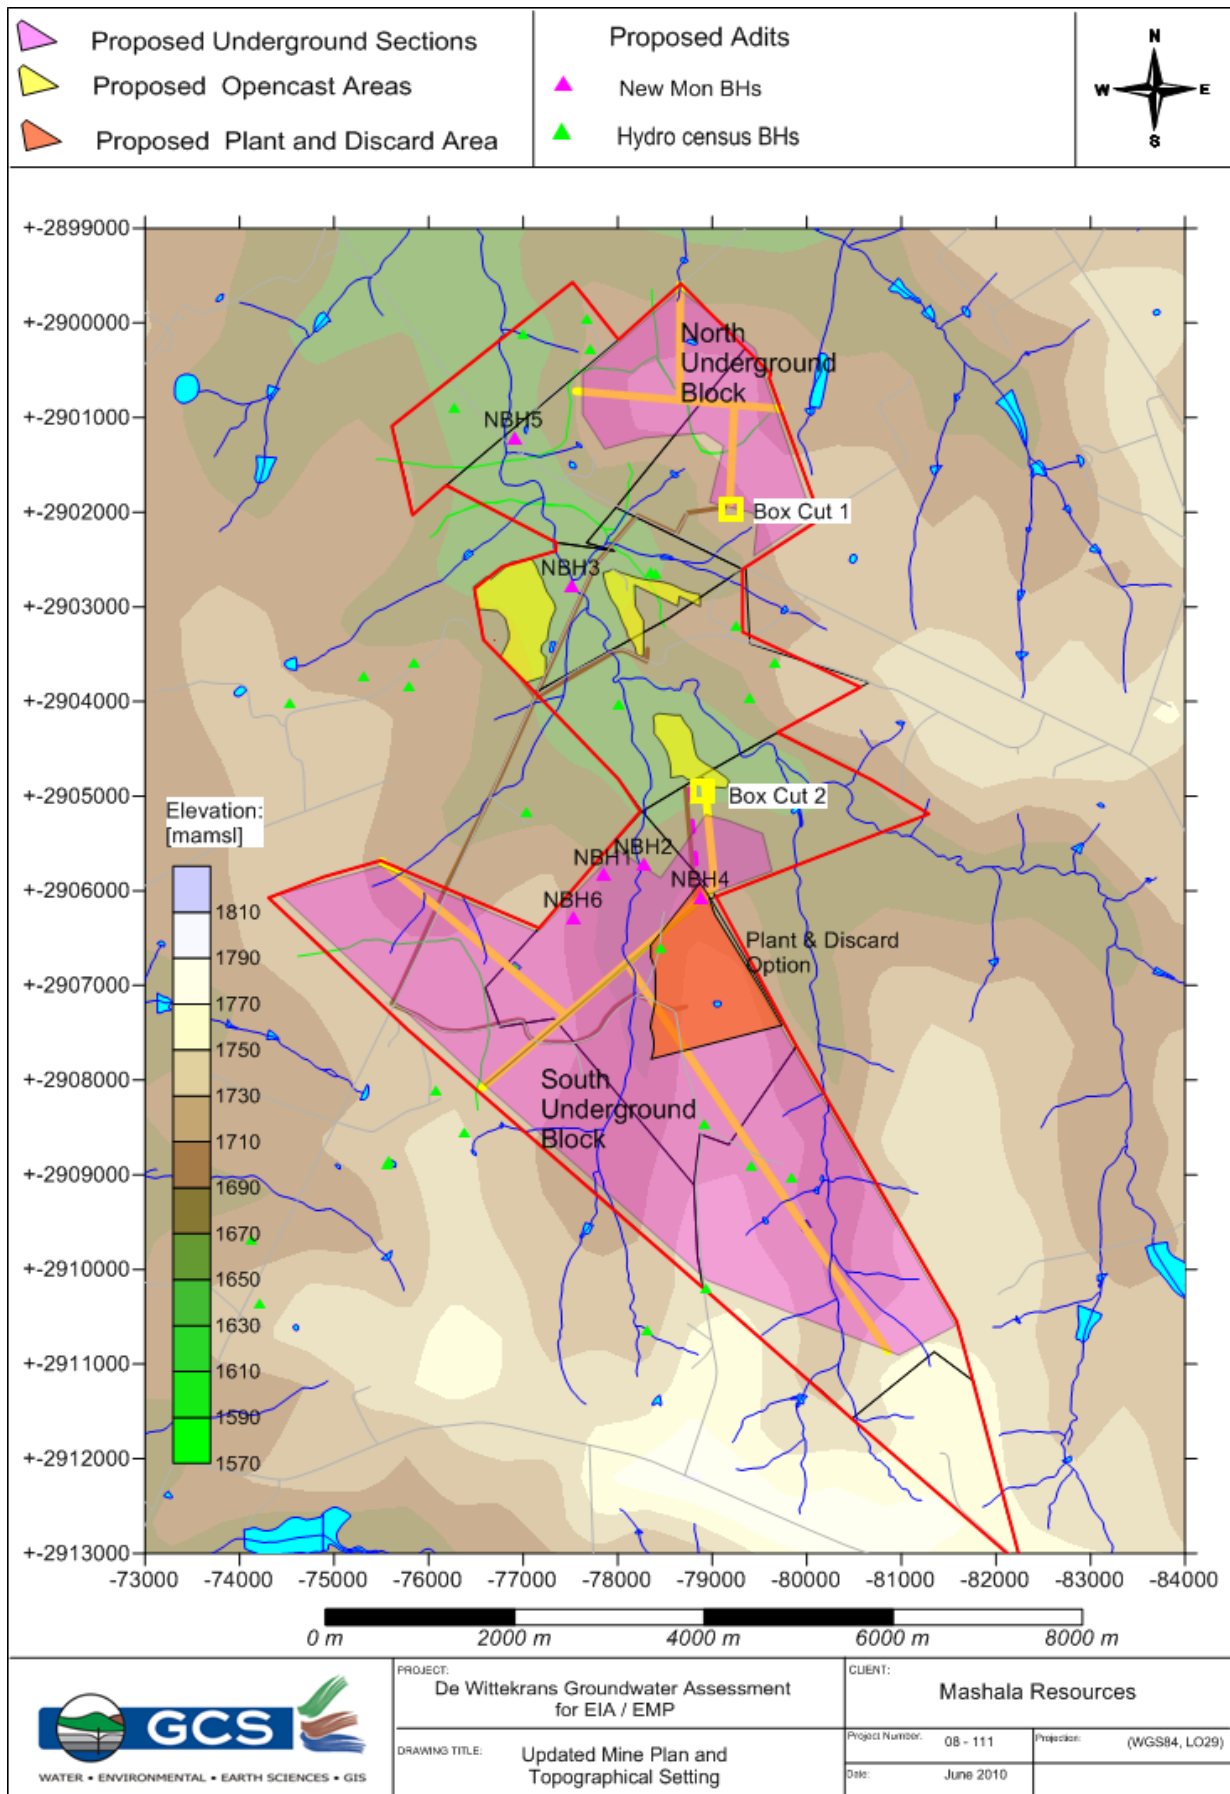 Proposed Underground Sections
Proposed Opencast Areas
Proposed Plant and Discard Area
Proposed Adits
New Mon BHs
Hydro census BHs
N
W E
S
+-2899000
+-2900000
+-2901000
+-2902000
+-2903000
+-2904000
+-2905000
+-2906000
+-2907000
+-2908000
+-2909000
+-2910000
+-2911000
+-2912000
+-2913000
North
Underground
Block
NBH5
Box Cut 1
NBH3
Box Cut 2
NBH2
NBH1
NBH4
NBH6
Plant & Discard
Option
South
Underground
Block
Elevation:
[mamsl]
1810
1790
1770
1750
1730
1710
1690
1670
1650
1630
1610
1590
1570
-73000 -74000 -75000 -76000 -77000 -78000 -79000 -80000 -81000 -82000 -83000 -84000
0 m 2000 m 4000 m 6000 m 8000 m
GCS
WATER • ENVIRONMENTAL • EARTH SCIENCES • GIS
PROJECT:
De Wittekrans Groundwater Assessment
for EIA / EMP
DRAWING TITLE:
Updated Mine Plan and
Topographical Setting
CLIENT:
Mashala Resources
Project Number: 08 - 111
Projection: (WGS84, LO29)
Date: June 2010